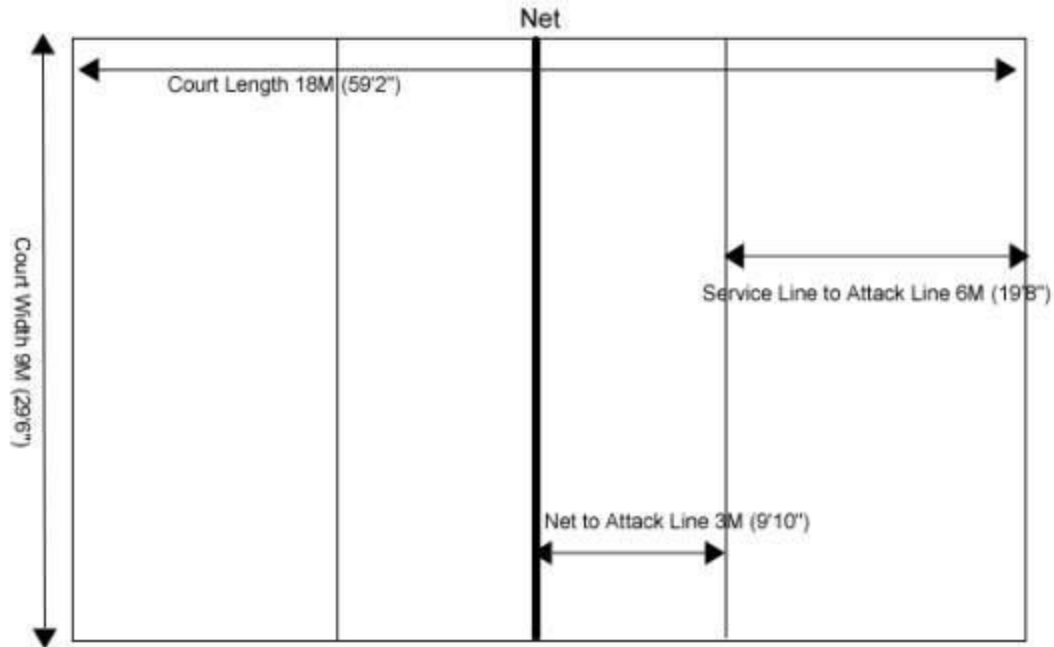 Net
Court Length 18M (59'2")
Court Width 9M (29'6")
Service Line to Attack Line 6M (19'8")
Net to Attack Line 3M (9'10")